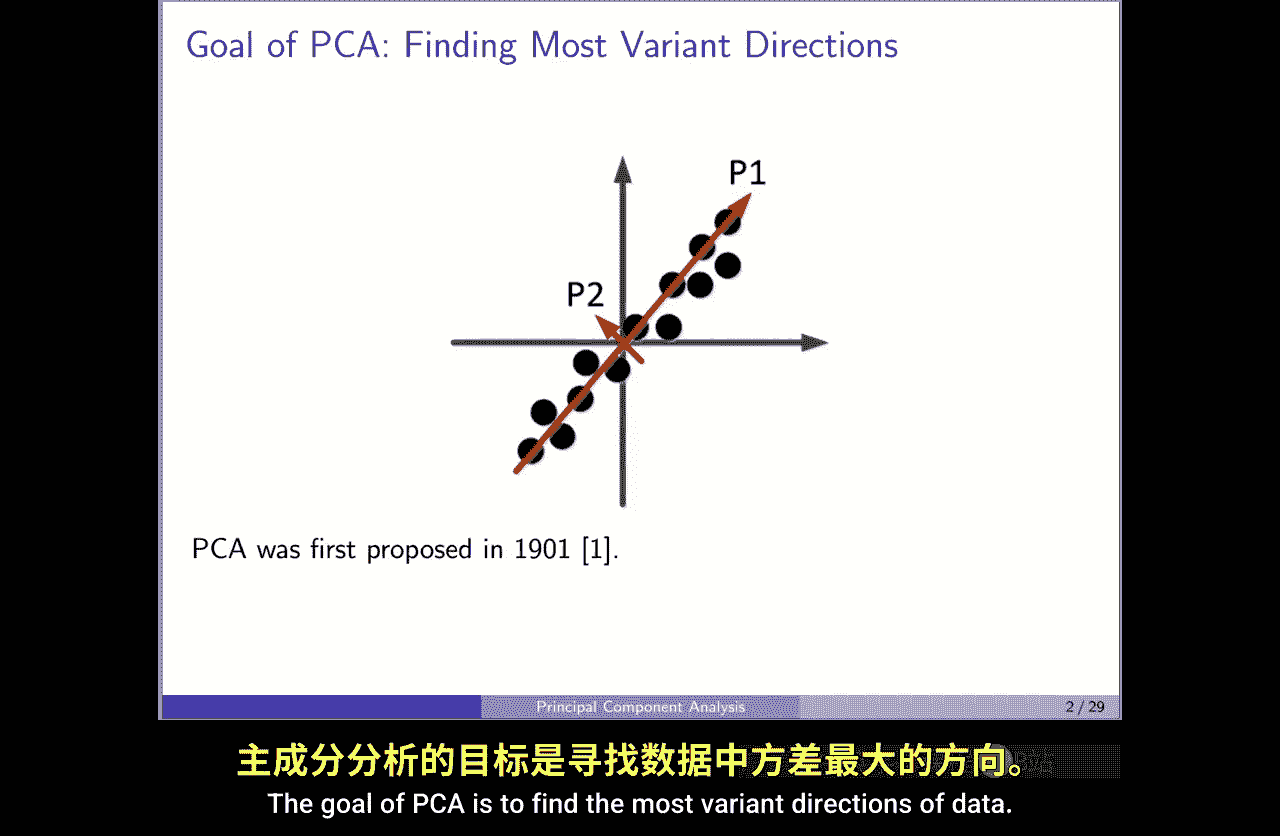 Goal of PCA: Finding Most Variant Directions
P1
P2
PCA was first proposed in 1901 [1].
Principal Component Analysis
2 / 29
主成分分析的目标是寻找数据中方差最大的方向。
The goal of PCA is to find the most variant directions of data.